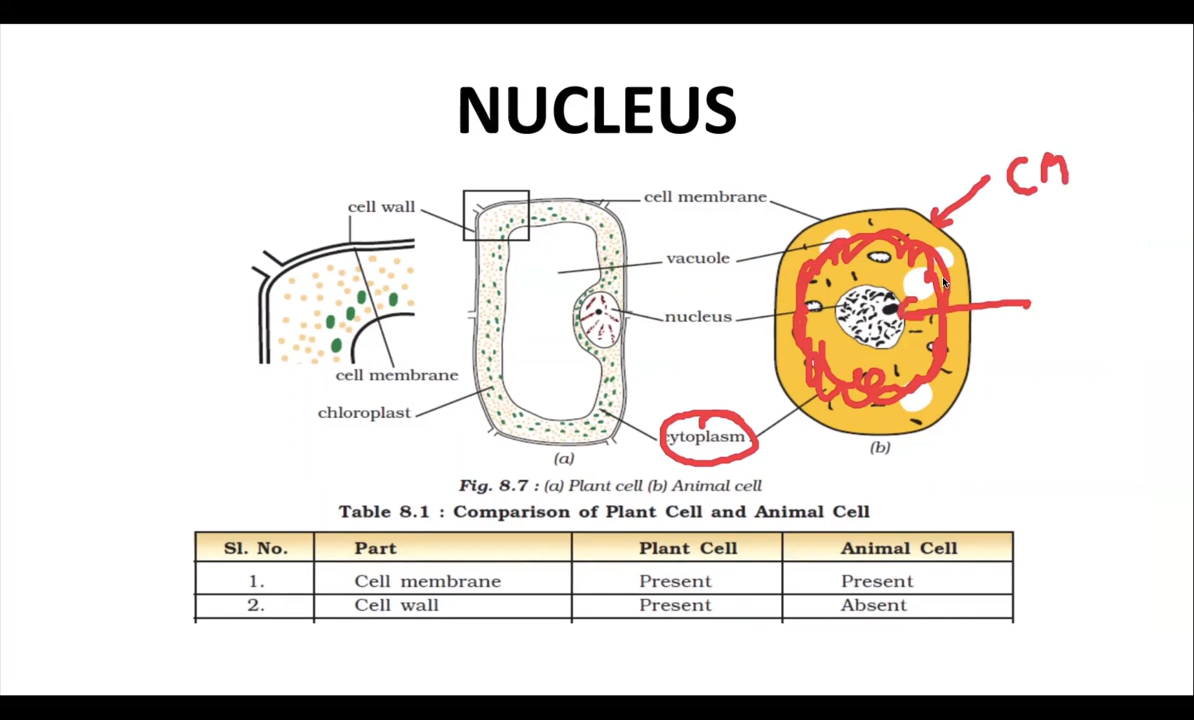 NUCLEUS
CM
cell wall
cell membrane
vacuole
nucleus
cell membrane
chloroplast
cytoplasm
(a)
(b)
Fig. 8.7 : (a) Plant cell (b) Animal cell
Table 8.1 : Comparison of Plant Cell and Animal Cell
Sl. No. Part Plant Cell Animal Cell
1. Cell membrane Present Present
2. Cell wall Present Absent